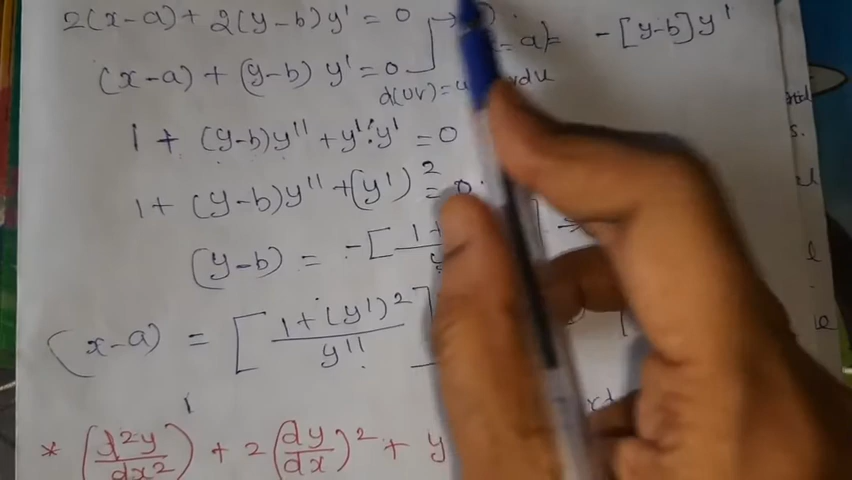 2(x-a) + 2(y-b)y' = 0
= a) = -[y-b]y'
(x-a) + (y-b) y' = 0
d(uv) = u vdu
1 + (y-b)y'' + y'.y' = 0
1 + (y-b)y'' + (y')² = 0
(y-b) = -[1+
(x-a) = [1+(y')²/y'']
* (d²y/dx²) + 2(dy/dx)² + y